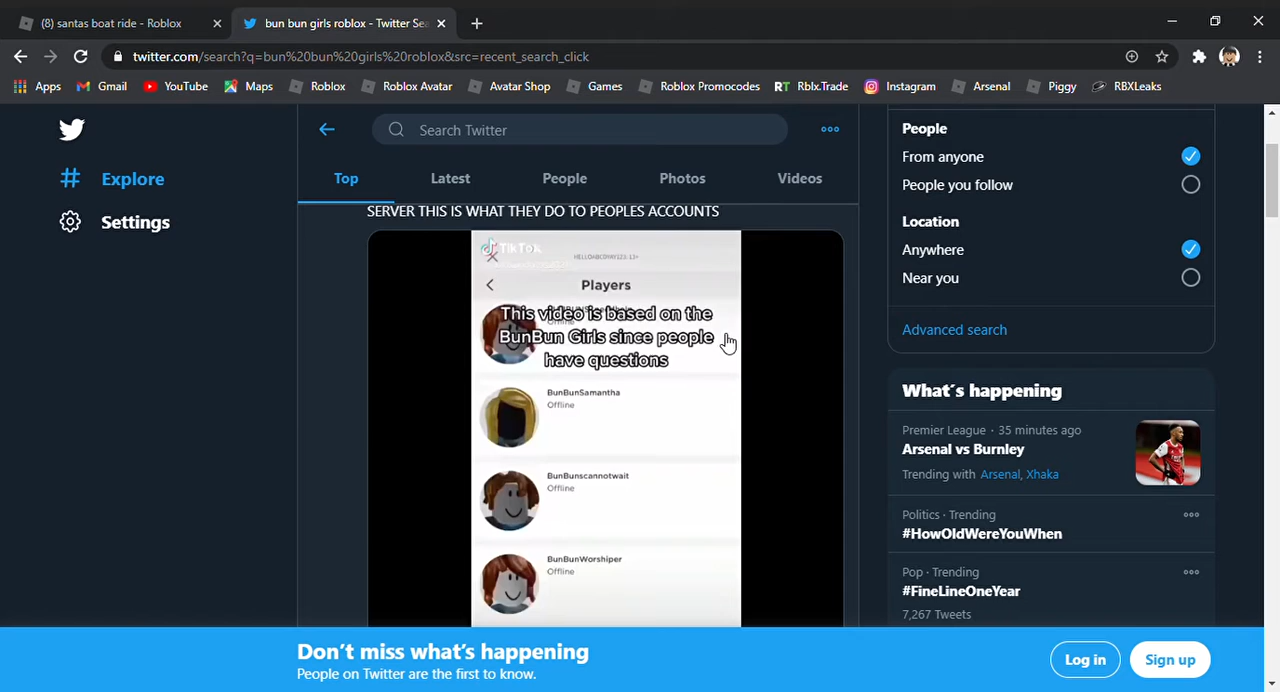 (8) santas boat ride - Roblox
bun bun girls roblox - Twitter Sea
twitter.com/search?q=bun%20bun%20girls%20roblox&src=recent_search_click
Apps Gmail YouTube Maps Roblox Roblox Avatar Avatar Shop Games Roblox Promocodes RT Rblx.Trade Instagram Arsenal Piggy RBXLeaks
Explore
Settings
Search Twitter
Top Latest People Photos Videos
SERVER THIS IS WHAT THEY DO TO PEOPLES ACCOUNTS
TikTok
Players
This video is based on the
BunBun Girls since people
have questions
Offline
BunBunSamantha
Offline
BunBunscannotwait
Offline
BunBunWorshiper
Offline
People
From anyone
People you follow
Location
Anywhere
Near you
Advanced search
What's happening
Premier League · 35 minutes ago
Arsenal vs Burnley
Trending with Arsenal, Xhaka
Politics · Trending
#HowOldWereYouWhen
Pop · Trending
#FineLineOneYear
7,267 Tweets
Don't miss what's happening
People on Twitter are the first to know.
Log in
Sign up